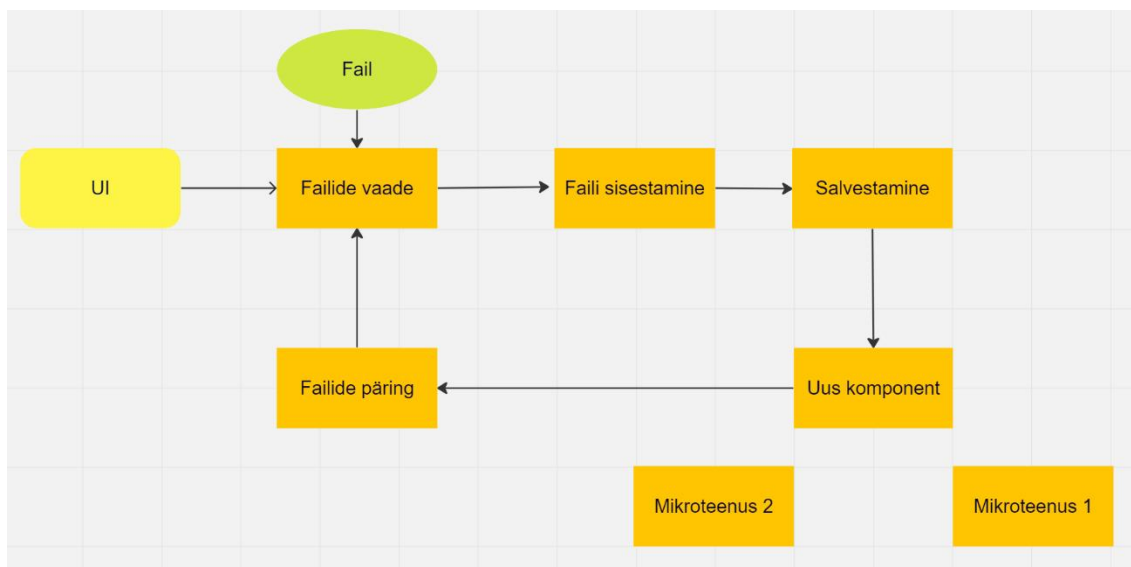 Fail
UI
Failide vaade
Faili sisestamine
Salvestamine
Failide päring
Uus komponent
Mikroteenus 2
Mikroteenus 1